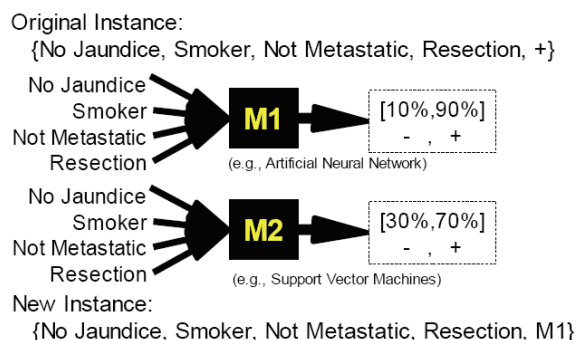 Original Instance:
{No Jaundice, Smoker, Not Metastatic, Resection, +}
No Jaundice
Smoker
Not Metastatic
Resection
M1
[10%,90%]
- , +
(e.g., Artificial Neural Network)
No Jaundice
Smoker
Not Metastatic
Resection
M2
[30%,70%]
- , +
(e.g., Support Vector Machines)
New Instance:
{No Jaundice, Smoker, Not Metastatic, Resection, M1}